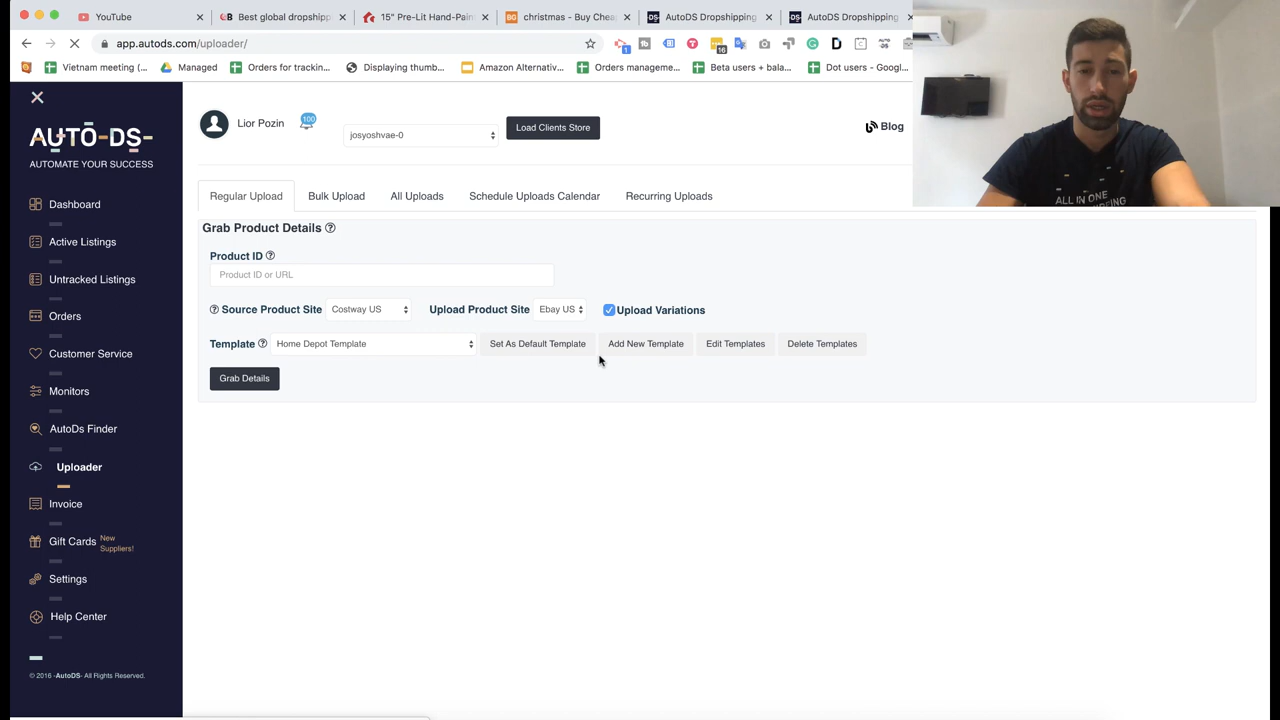 YouTube
Best global dropshipp
15" Pre-Lit Hand-Pain
BG christmas - Buy Chea
AutoDS Dropshipping
AutoDS Dropshipping
app.autods.com/uploader/
1
16
Vietnam meeting (...
Managed
Orders for trackin...
Displaying thumb...
Amazon Alternativ...
Orders manageme...
Beta users + bala...
Dot users - Googl...
AUTO-DS-
AUTOMATE YOUR SUCCESS
Lior Pozin
100
josyoshvae-0
Load Clients Store
Blog
ALL IN ONE
Dashboard
Active Listings
Untracked Listings
Orders
Customer Service
Monitors
AutoDs Finder
Uploader
Invoice
Gift Cards New Suppliers!
Settings
Help Center
© 2016 -AutoDS- All Rights Reserved.
Regular Upload
Bulk Upload
All Uploads
Schedule Uploads Calendar
Recurring Uploads
Grab Product Details
Product ID
Product ID or URL
Source Product Site Costway US Upload Product Site Ebay US Upload Variations
Template Home Depot Template Set As Default Template Add New Template Edit Templates Delete Templates
Grab Details